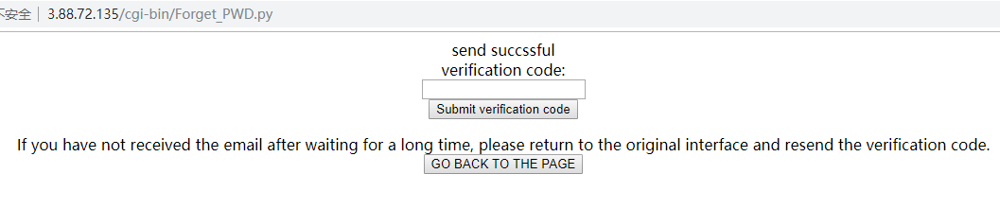 不安全 | 3.88.72.135/cgi-bin/Forget_PWD.py
send succssful
verification code:
Submit verification code
If you have not received the email after waiting for a long time, please return to the original interface and resend the verification code.
GO BACK TO THE PAGE